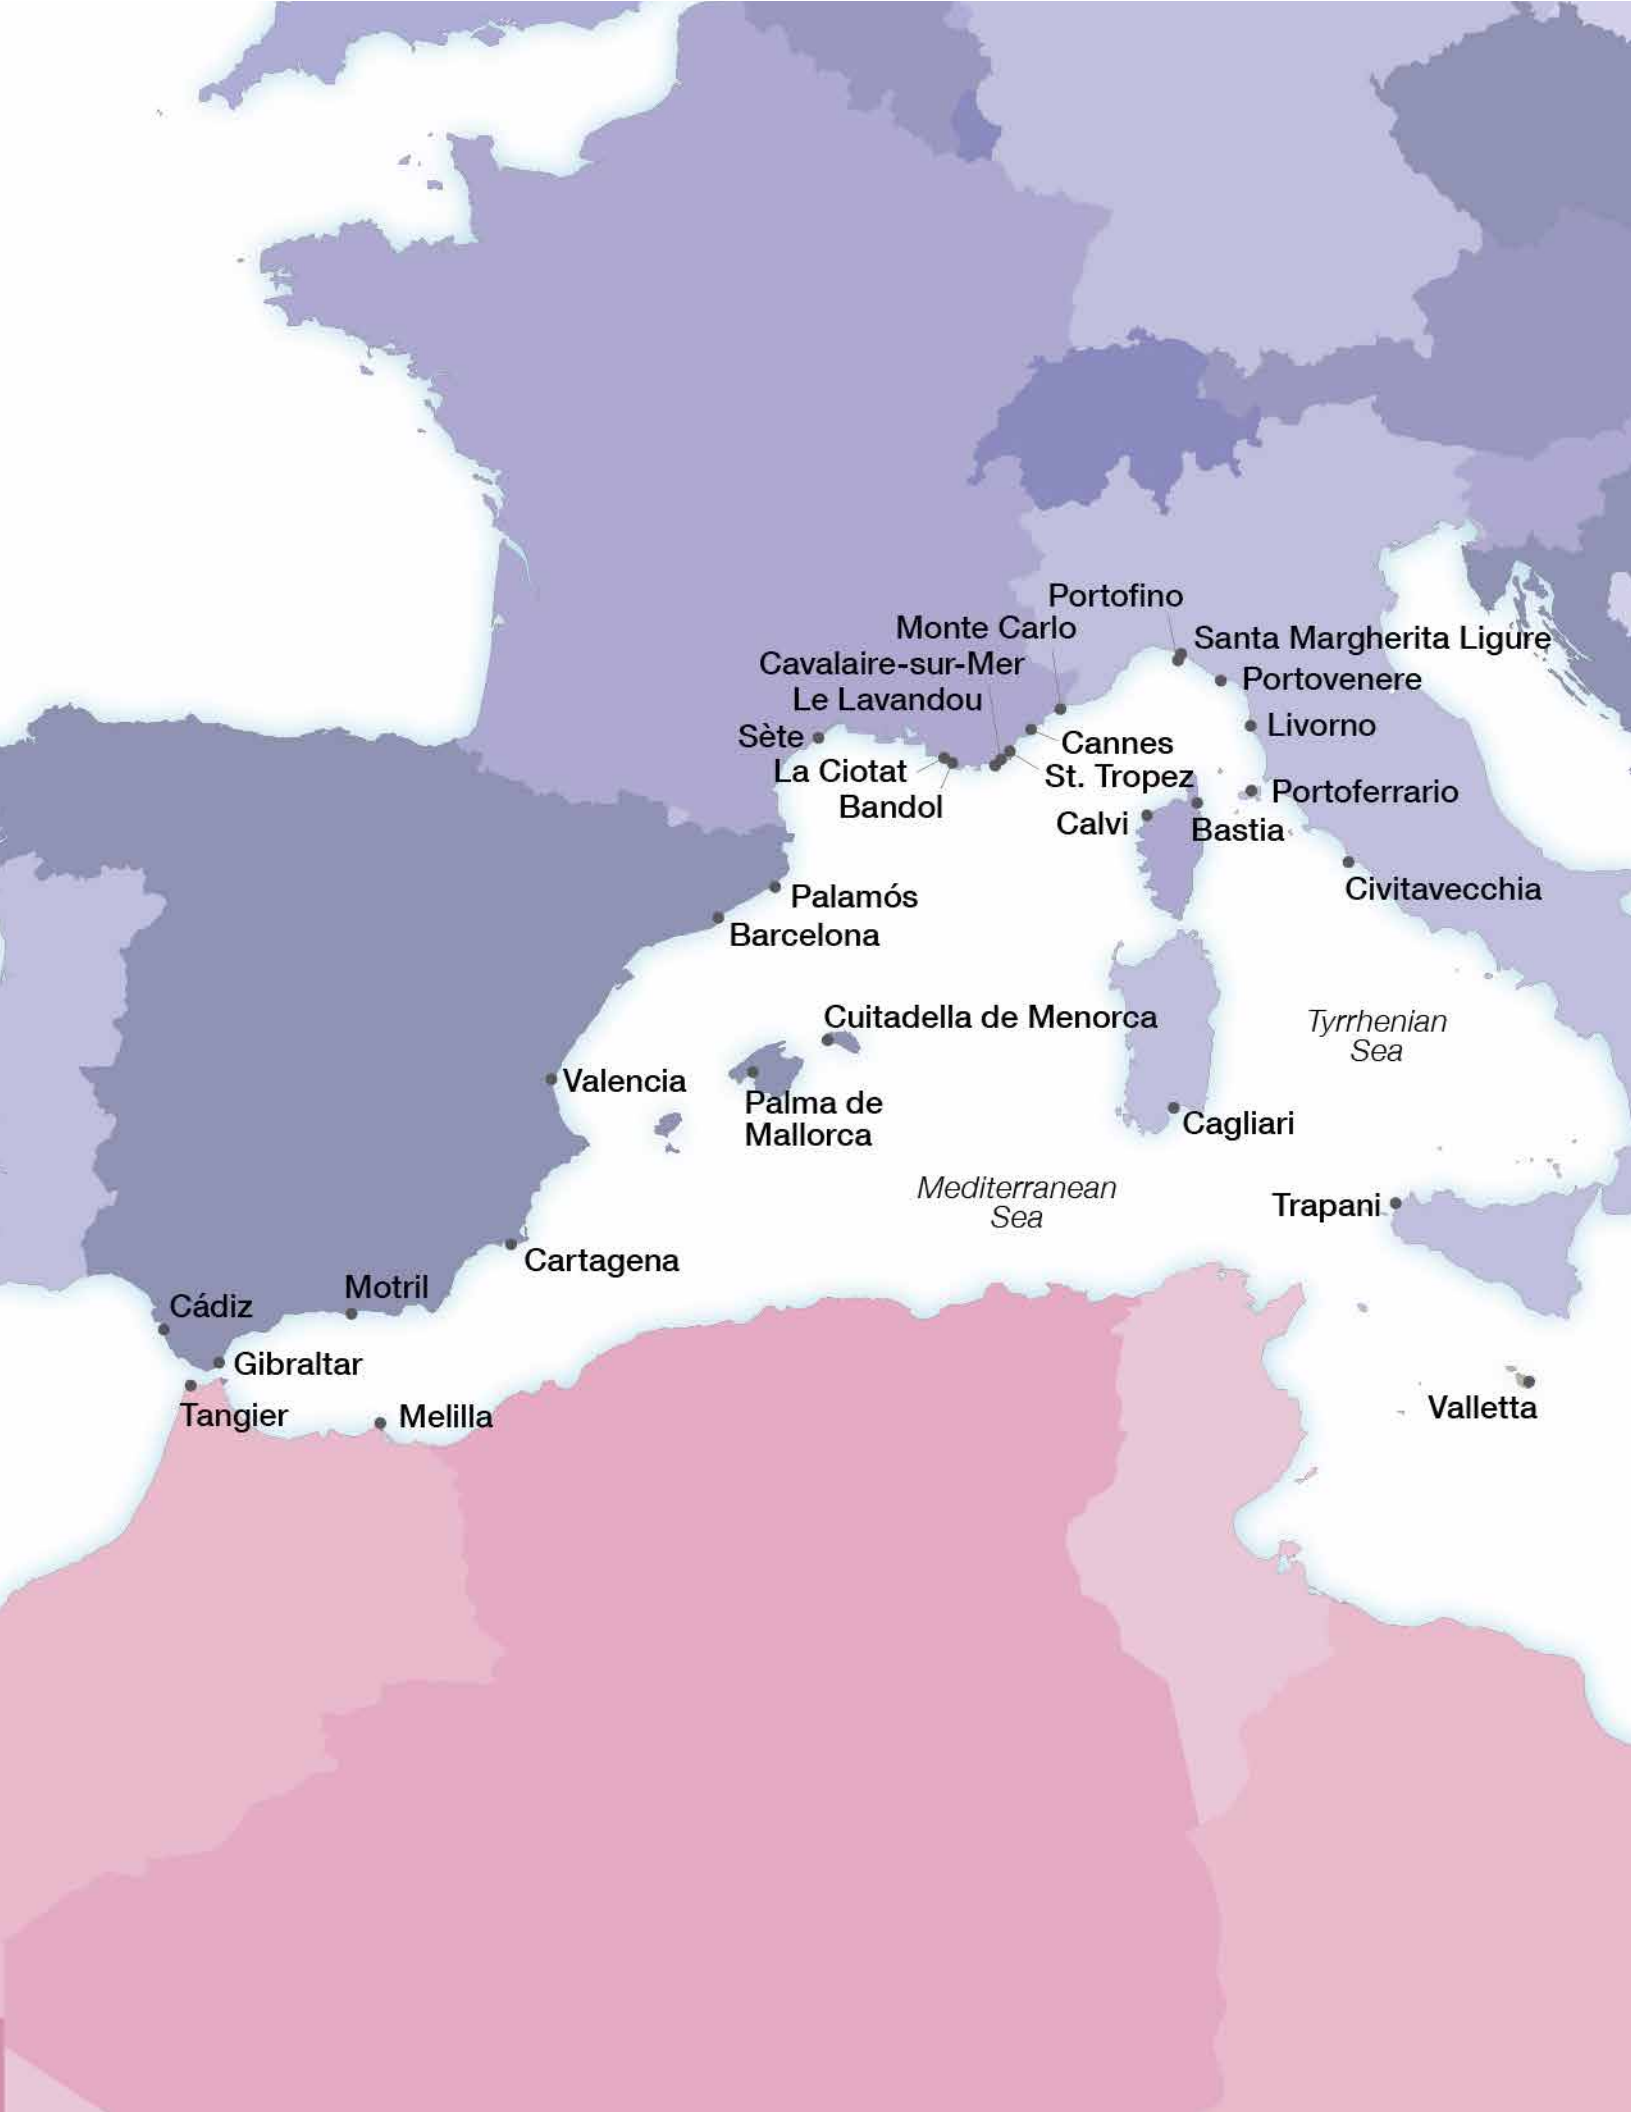 Portofino
Monte Carlo
Santa Margherita Ligure
Cavalaire-sur-Mer
Portovenere
Le Lavandou
Livorno
Sète
Cannes
La Ciotat
St. Tropez
Portoferrario
Bandol
Calvi
Bastia
Civitavecchia
Palamós
Barcelona
Cuitadella de Menorca
Tyrrhenian
Sea
Valencia
Palma de
Mallorca
Cagliari
Mediterranean
Sea
Trapani
Cartagena
Motril
Cádiz
Gibraltar
Tangier
Melilla
Valletta